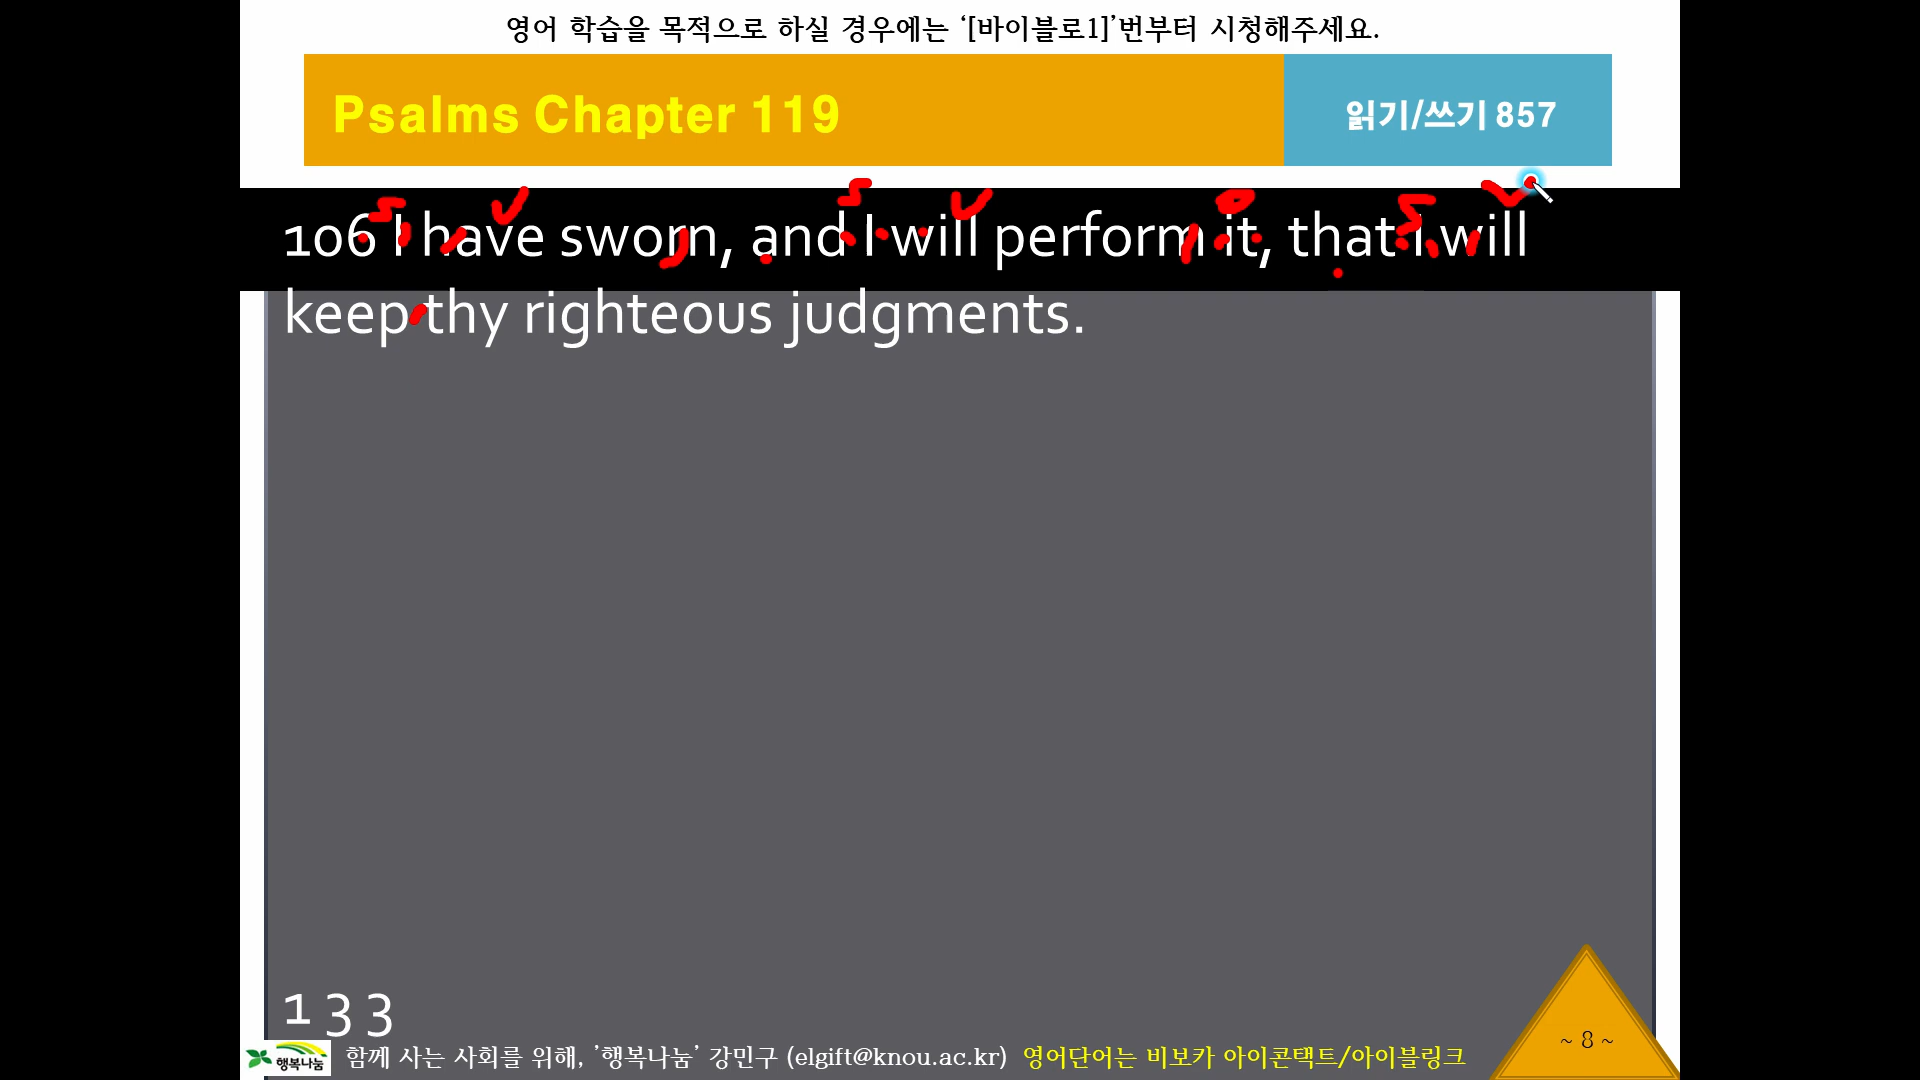 영어 학습을 목적으로 하실 경우에는 ‘[바이블로1]’번부터 시청해주세요.
Psalms Chapter 119
읽기/쓰기 857
106 I have sworn, and I will perform it, that I will
keep thy righteous judgments.
1 3 3
~ 8 ~
행복나눔
함께 사는 사회를 위해, ’행복나눔’ 강민구 (elgift@knou.ac.kr) 영어단어는 비보카 아이콘택트/아이블링크